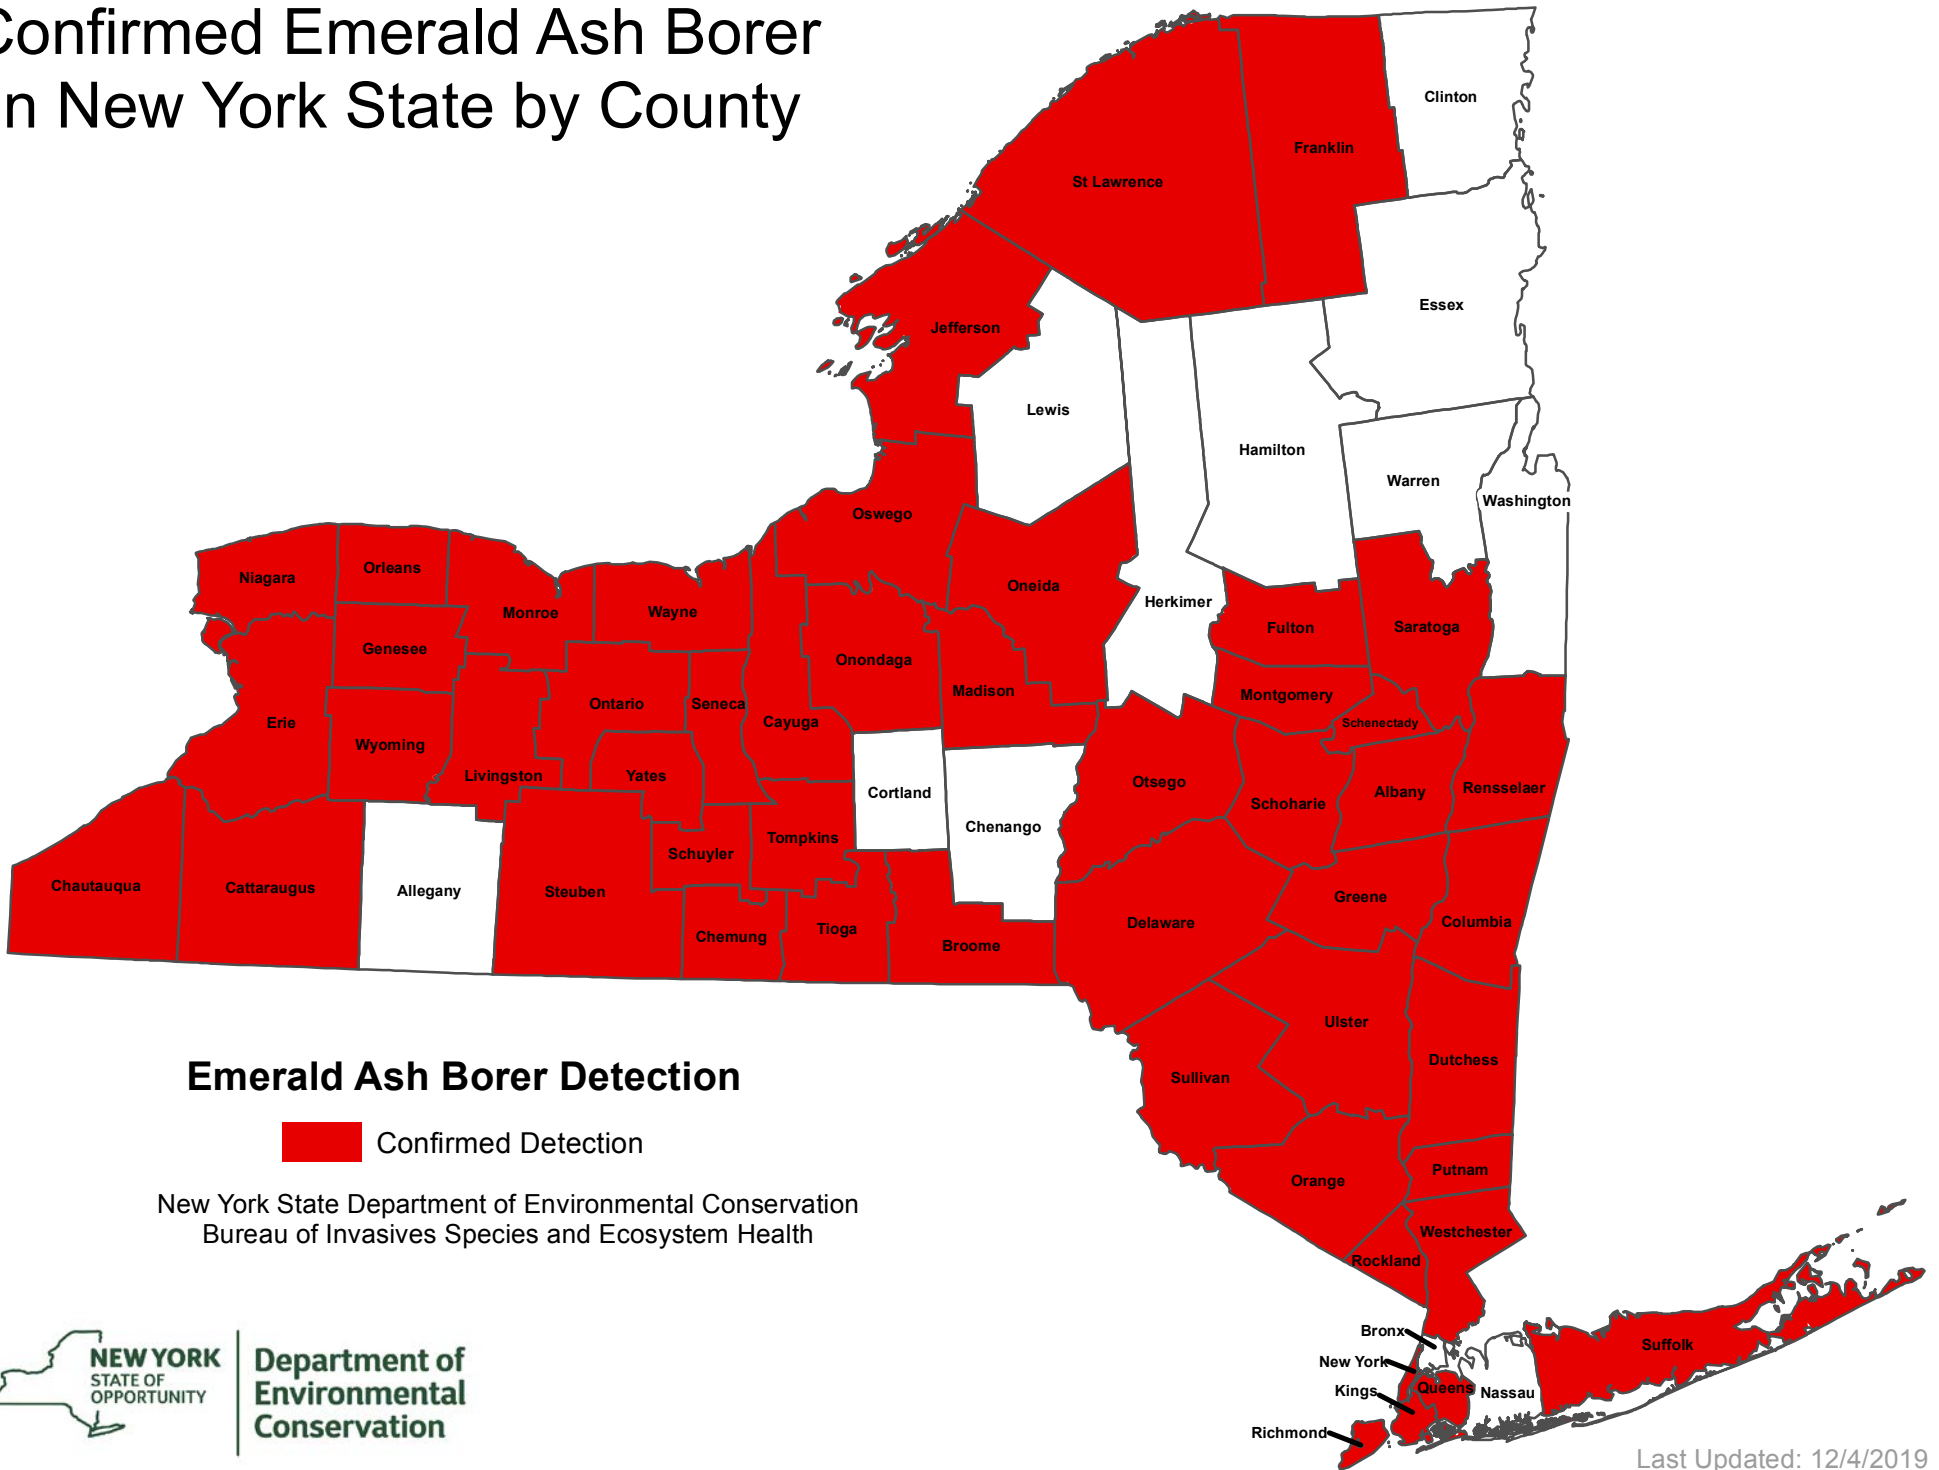 Confirmed Emerald Ash Borer
in New York State by County
Clinton
Franklin
St Lawrence
Essex
Jefferson
Lewis
Hamilton
Warren
Washington
Oswego
Niagara
Orleans
Oneida
Herkimer
Monroe
Wayne
Fulton
Saratoga
Genesee
Onondaga
Madison
Montgomery
Ontario
Seneca
Cayuga
Erie
Schenectady
Wyoming
Livingston
Yates
Otsego
Rensselaer
Cortland
Albany
Schoharie
Chenango
Tompkins
Schuyler
Chautauqua
Cattaraugus
Allegany
Steuben
Greene
Columbia
Delaware
Tioga
Chemung
Broome
Ulster
Dutchess
Sullivan
Emerald Ash Borer Detection
Confirmed Detection
New York State Department of Environmental Conservation
Bureau of Invasives Species and Ecosystem Health
Putnam
Orange
Westchester
Rockland
Bronx
Suffolk
New York
Queens
Kings
Nassau
Richmond
NEW YORK
STATE OF
OPPORTUNITY
Department of
Environmental
Conservation
Last Updated: 12/4/2019